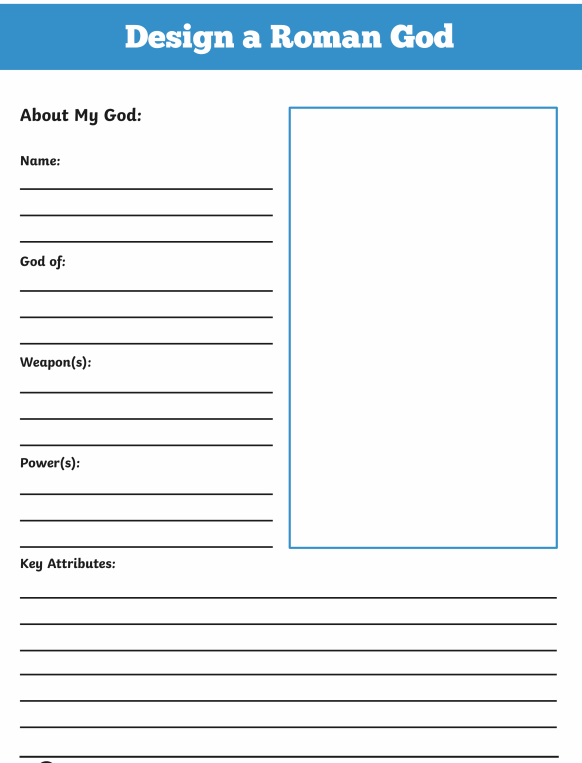 Design a Roman God
About My God:
Name:
God of:
Weapon(s):
Power(s):
Key Attributes: